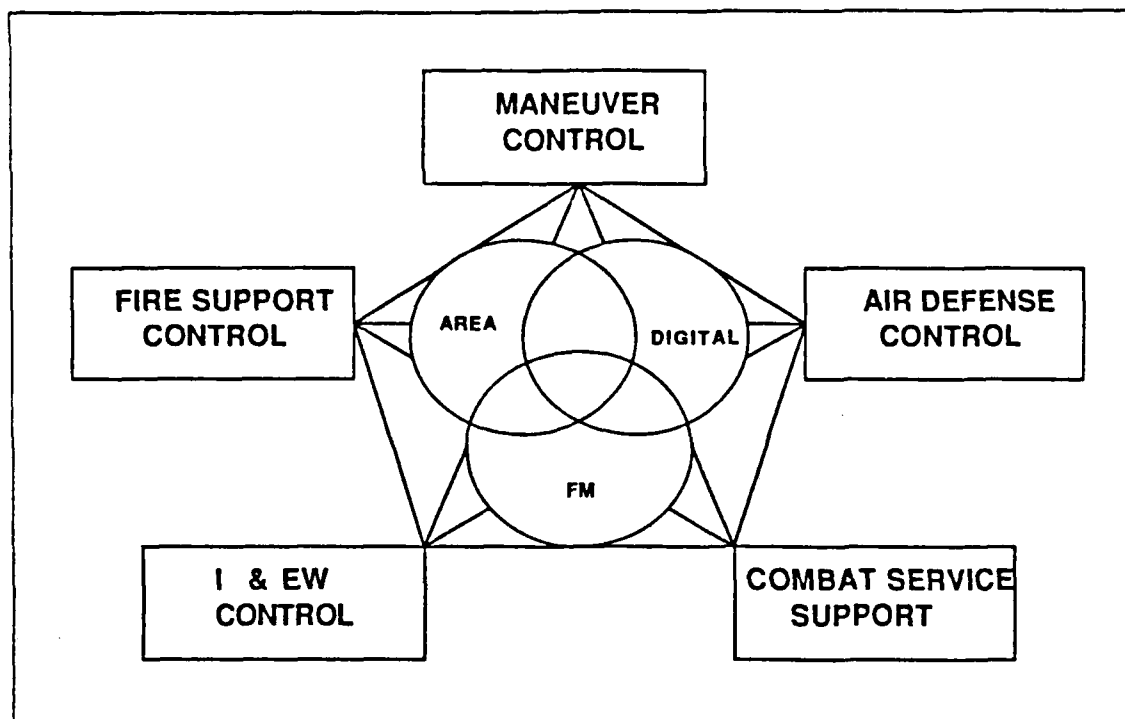 MANEUVER
CONTROL
FIRE SUPPORT
CONTROL
AREA
DIGITAL
AIR DEFENSE
CONTROL
FM
I & EW
CONTROL
COMBAT SERVICE
SUPPORT